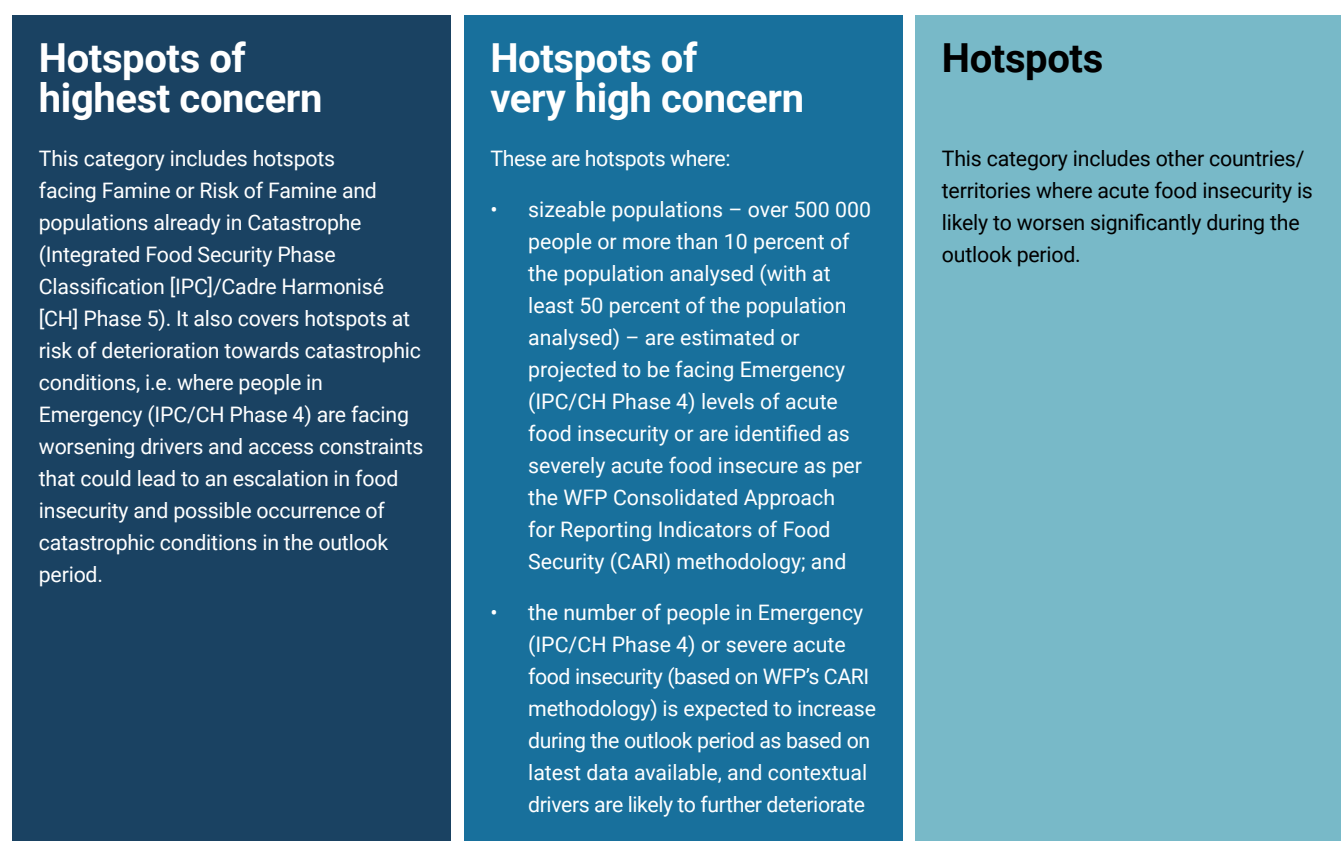 Hotspots of
highest concern
This category includes hotspots
facing Famine or Risk of Famine and
populations already in Catastrophe
(Integrated Food Security Phase
Classification [IPC]/Cadre Harmonisé
[CH] Phase 5). It also covers hotspots at
risk of deterioration towards catastrophic
conditions, i.e. where people in
Emergency (IPC/CH Phase 4) are facing
worsening drivers and access constraints
that could lead to an escalation in food
insecurity and possible occurrence of
catastrophic conditions in the outlook
period.
Hotspots of
very high concern
These are hotspots where:
• sizeable populations – over 500 000
people or more than 10 percent of
the population analysed (with at
least 50 percent of the population
analysed) – are estimated or
projected to be facing Emergency
(IPC/CH Phase 4) levels of acute
food insecurity or are identified as
severely acute food insecure as per
the WFP Consolidated Approach
for Reporting Indicators of Food
Security (CARI) methodology; and
• the number of people in Emergency
(IPC/CH Phase 4) or severe acute
food insecurity (based on WFP’s CARI
methodology) is expected to increase
during the outlook period as based on
latest data available, and contextual
drivers are likely to further deteriorate
Hotspots
This category includes other countries/
territories where acute food insecurity is
likely to worsen significantly during the
outlook period.